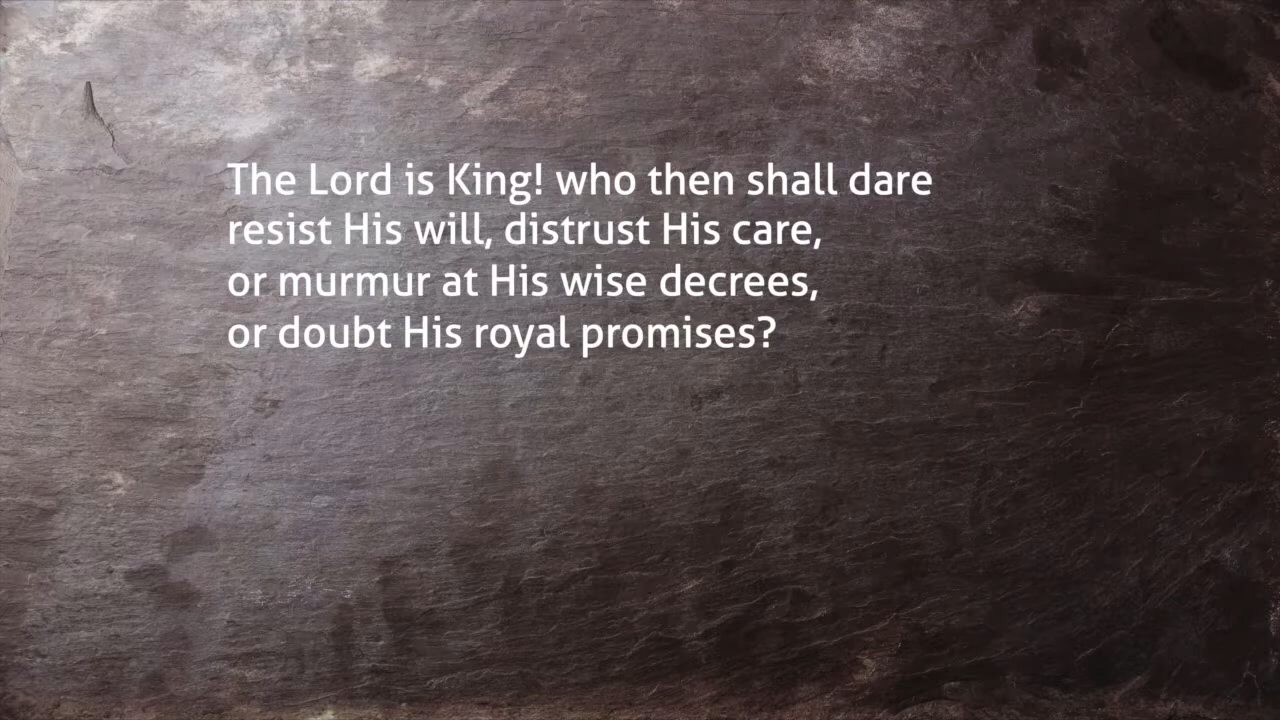 The Lord is King! who then shall dare
resist His will, distrust His care,
or murmur at His wise decrees,
or doubt His royal promises?